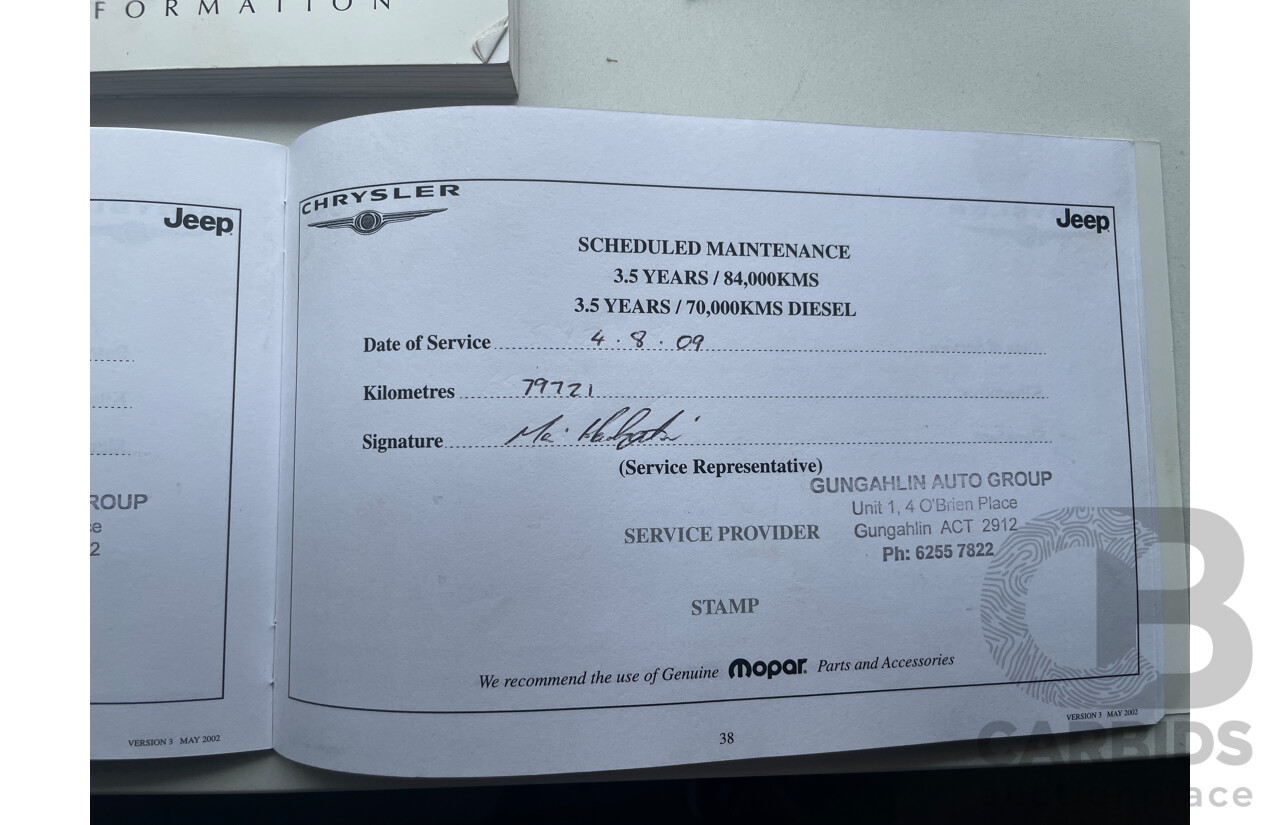 FORMATION
Jeep
ROUP
e
2
VERSION 3 MAY 2002
CHRYSLER
Jeep
SCHEDULED MAINTENANCE
3.5 YEARS / 84,000KMS
3.5 YEARS / 70,000KMS DIESEL
Date of Service 4.8.09
Kilometres 79721
Signature
(Service Representative)
GUNGAHLIN AUTO GROUP
Unit 1, 4 O'Brien Place
Gungahlin ACT 2912
Ph: 6255 7822
SERVICE PROVIDER
STAMP
We recommend the use of Genuine Mopar Parts and Accessories
VERSION 3 MAY 2002
38
CARBIDS
auctionplace